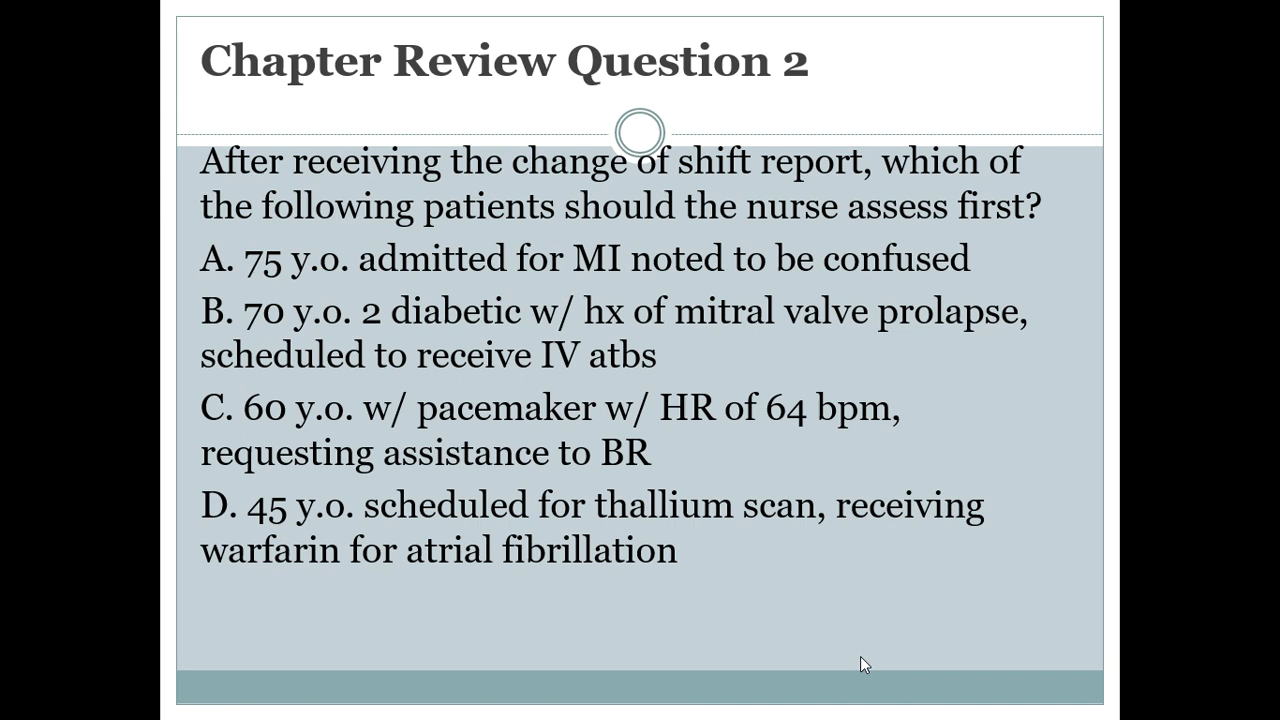 Chapter Review Question 2
After receiving the change of shift report, which of
the following patients should the nurse assess first?
A. 75 y.o. admitted for MI noted to be confused
B. 70 y.o. 2 diabetic w/ hx of mitral valve prolapse,
scheduled to receive IV atbs
C. 60 y.o. w/ pacemaker w/ HR of 64 bpm,
requesting assistance to BR
D. 45 y.o. scheduled for thallium scan, receiving
warfarin for atrial fibrillation